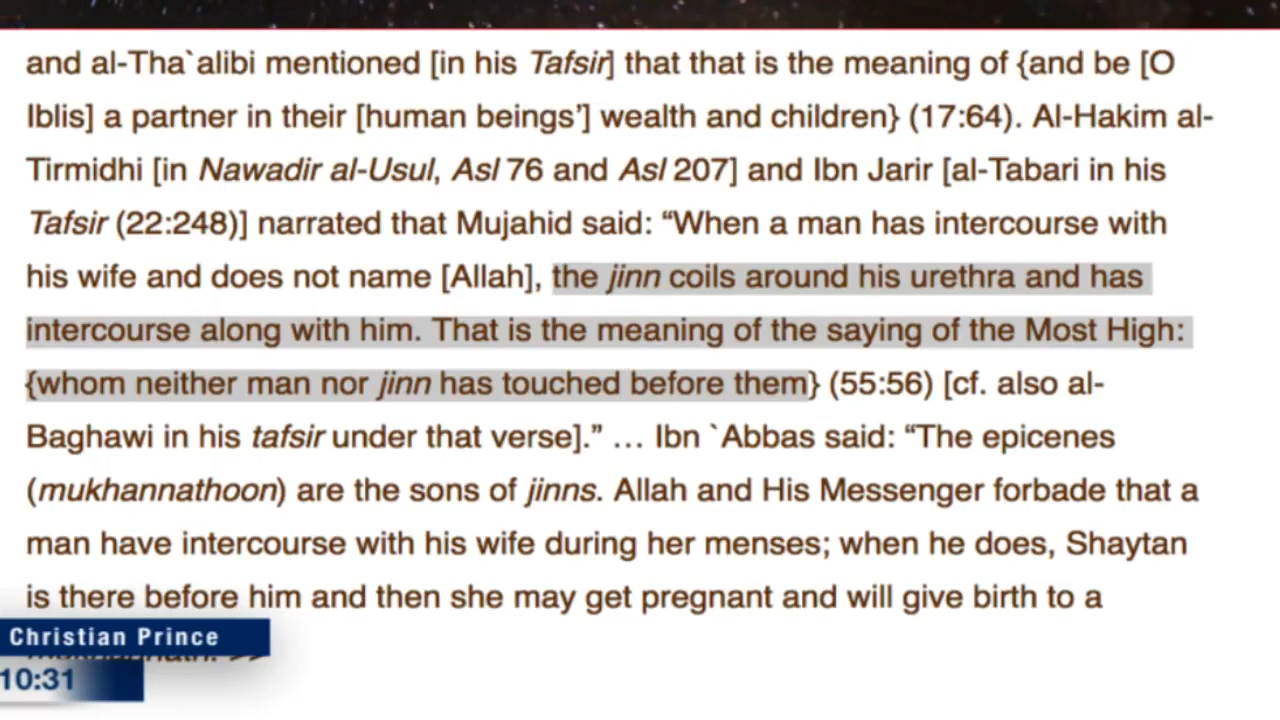 and al-Tha`alibi mentioned [in his Tafsir] that that is the meaning of {and be [O
Iblis] a partner in their [human beings’] wealth and children} (17:64). Al-Hakim al-
Tirmidhi [in Nawadir al-Usul, Asl 76 and Asl 207] and Ibn Jarir [al-Tabari in his
Tafsir (22:248)] narrated that Mujahid said: “When a man has intercourse with
his wife and does not name [Allah], the jinn coils around his urethra and has
intercourse along with him. That is the meaning of the saying of the Most High:
{whom neither man nor jinn has touched before them} (55:56) [cf. also al-
Baghawi in his tafsir under that verse].” … Ibn `Abbas said: “The epicenes
(mukhannathoon) are the sons of jinns. Allah and His Messenger forbade that a
man have intercourse with his wife during her menses; when he does, Shaytan
is there before him and then she may get pregnant and will give birth to a
Christian Prince
10:31